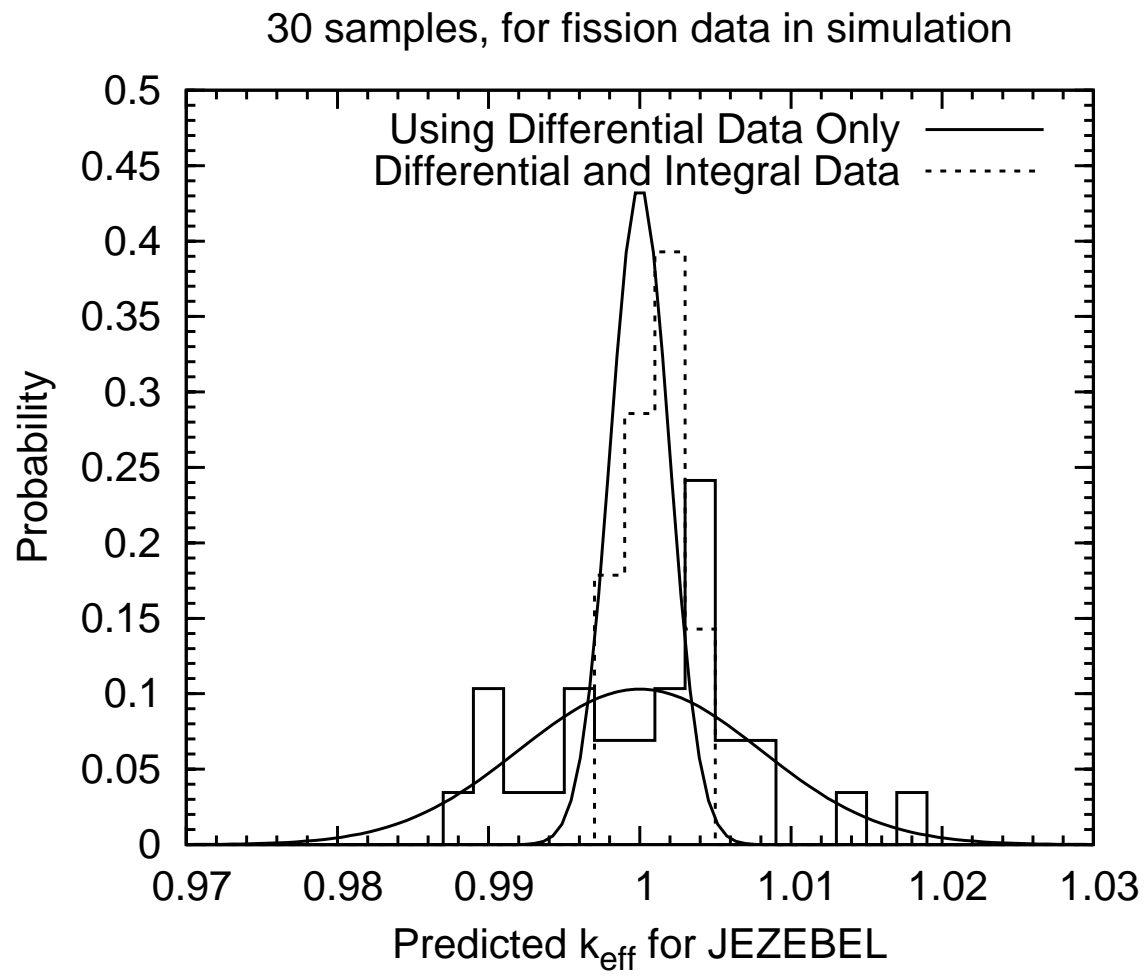 30 samples, for fission data in simulation
Using Differential Data Only
Differential and Integral Data
Probability
0.5
0.45
0.4
0.35
0.3
0.25
0.2
0.15
0.1
0.05
0
0.97 0.98 0.99 1 1.01 1.02 1.03
Predicted keff for JEZEBEL